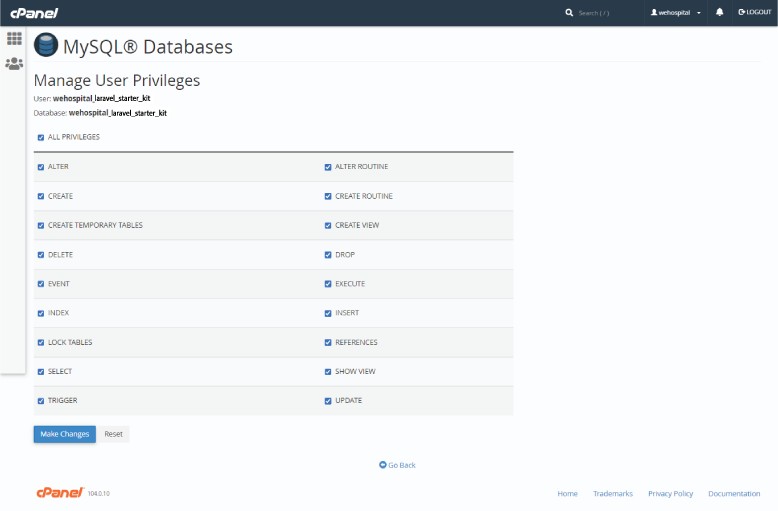 cPanel
Search ( / )
wehospital
LOGOUT
MySQL® Databases
Manage User Privileges
User: wehospital_laravel_starter_kit
Database: wehospital_laravel_starter_kit
ALL PRIVILEGES
ALTER ALTER ROUTINE
CREATE CREATE ROUTINE
CREATE TEMPORARY TABLES CREATE VIEW
DELETE DROP
EVENT EXECUTE
INDEX INSERT
LOCK TABLES REFERENCES
SELECT SHOW VIEW
TRIGGER UPDATE
Make Changes Reset
Go Back
cPanel 104.0.10 Home Trademarks Privacy Policy Documentation